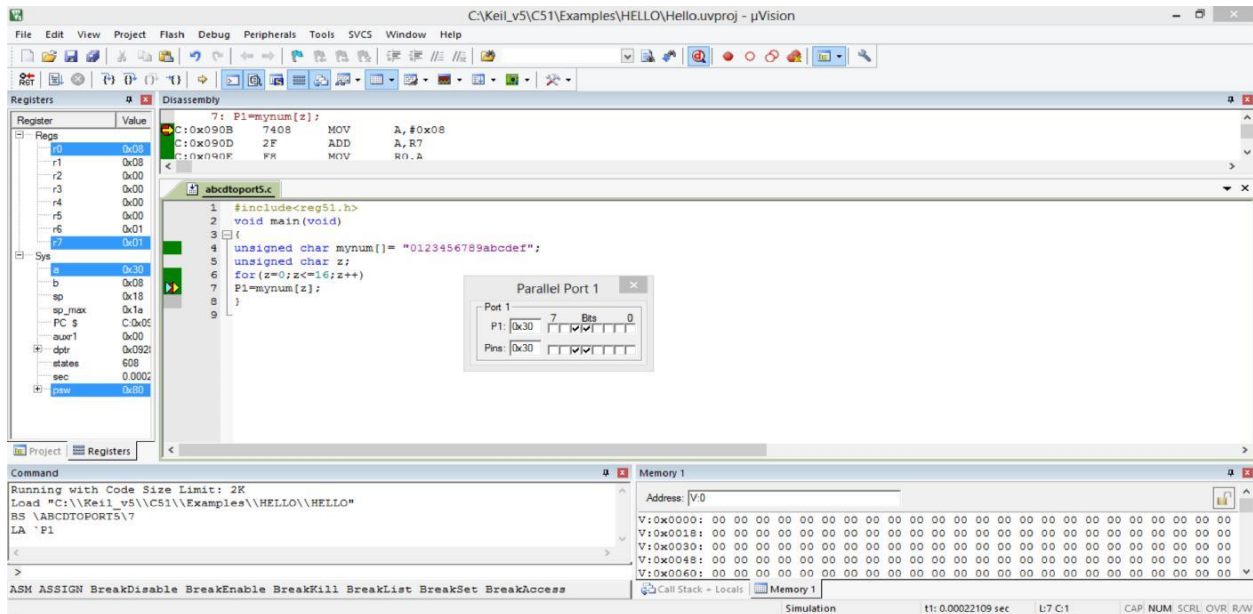 C:\Keil_v5\C51\Examples\HELLO\Hello.uvproj - µVision
File Edit View Project Flash Debug Peripherals Tools SVCS Window Help
RST
Registers
Register Value
Regs
r0 0x08
r1 0x08
r2 0x00
r3 0x00
r4 0x00
r5 0x00
r6 0x01
r7 0x01
Sys
a 0x30
b 0x08
sp 0x18
sp_max 0x1a
PC $ C:0x09
auxr1 0x00
dptr 0x092
states 608
sec 0.0002
psw 0x80
Project Registers
Disassembly
7: P1=mynum[z];
C:0x090B 7408 MOV A,#0x08
C:0x090D 2F ADD A,R7
C:0x090E F8 MOV R0,A
abcdtoport5.c
1 #include<reg51.h>
2 void main(void)
3 {
4 unsigned char mynum[]= "0123456789abcdef";
5 unsigned char z;
6 for(z=0;z<=16;z++)
7 P1=mynum[z];
8 }
9
Parallel Port 1
Port 1
7 Bits 0
P1: 0x30
Pins: 0x30
Command
Running with Code Size Limit: 2K
Load "C:\\Keil_v5\\C51\\Examples\\HELLO\\HELLO"
BS \ABCDTOPORT5\7
LA `P1
>
ASM ASSIGN BreakDisable BreakEnable BreakKill BreakList BreakSet BreakAccess
Memory 1
Address: V:0
V:0x0000: 00 00 00 00 00 00 00 00 00 00 00 00 00 00 00 00 00 00 00 00 00 00 00 00
V:0x0018: 00 00 00 00 00 00 00 00 00 00 00 00 00 00 00 00 00 00 00 00 00 00 00 00
V:0x0030: 00 00 00 00 00 00 00 00 00 00 00 00 00 00 00 00 00 00 00 00 00 00 00 00
V:0x0048: 00 00 00 00 00 00 00 00 00 00 00 00 00 00 00 00 00 00 00 00 00 00 00 00
V:0x0060: 00 00 00 00 00 00 00 00 00 00 00 00 00 00 00 00 00 00 00 00 00 00 00 00
Call Stack + Locals Memory 1
Simulation t1: 0.00022109 sec L:7 C:1 CAP NUM SCRL OVR R/W